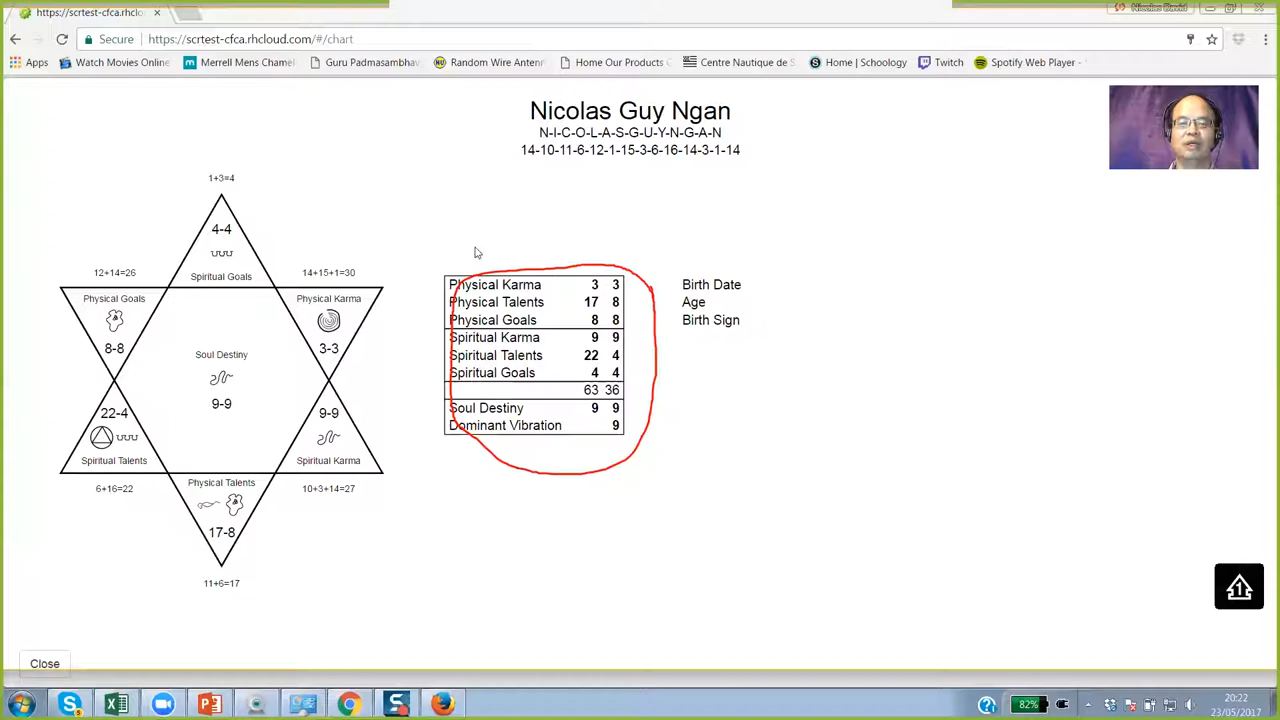 https://scrtest-cfca.rhclo
Nicolas David
Secure https://scrtest-cfca.rhcloud.com/#/chart
Apps Watch Movies Online Merrell Mens Chamel Guru Padmasambhav Random Wire Antenn Home Our Products C Centre Nautique de S Home | Schoology Twitch Spotify Web Player -
Nicolas Guy Ngan
N-I-C-O-L-A-S-G-U-Y-N-G-A-N
14-10-11-6-12-1-15-3-6-16-14-3-1-14
1+3=4
4-4
Spiritual Goals
12+14=26
14+15+1=30
Physical Goals
8-8
Physical Karma
3-3
Soul Destiny
9-9
22-4
Spiritual Talents
9-9
Spiritual Karma
6+16=22
10+3+14=27
Physical Talents
17-8
11+6=17
Physical Karma 3 3
Physical Talents 17 8
Physical Goals 8 8
Spiritual Karma 9 9
Spiritual Talents 22 4
Spiritual Goals 4 4
63 36
Soul Destiny 9 9
Dominant Vibration 9
Birth Date
Age
Birth Sign
1
Close
82%
20:22
23/05/2017